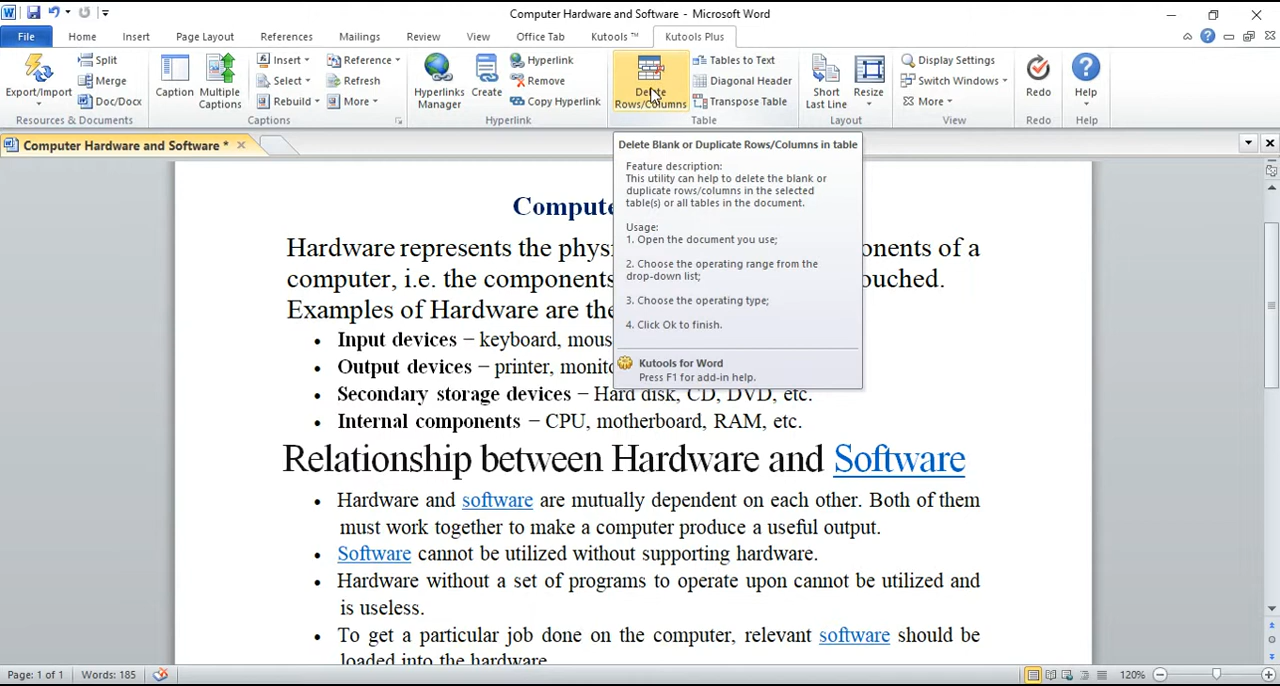 Computer Hardware and Software - Microsoft Word
File Home Insert Page Layout References Mailings Review View Office Tab Kutools ™ Kutools Plus
Split Insert Reference Hyperlink Tables to Text Display Settings
Merge Select Refresh Remove Diagonal Header Switch Windows
Export/Import Doc/Docx Caption Multiple Captions Rebuild More Hyperlinks Manager Create Copy Hyperlink Delete Rows/Columns Transpose Table Short Last Line Resize More Redo Help
Resources & Documents Captions Hyperlink Table Layout View Redo Help
Computer Hardware and Software *
Delete Blank or Duplicate Rows/Columns in table
Feature description:
This utility can help to delete the blank or
duplicate rows/columns in the selected
table(s) or all tables in the document.
Usage:
1. Open the document you use;
2. Choose the operating range from the
drop-down list;
3. Choose the operating type;
4. Click Ok to finish.
Kutools for Word
Press F1 for add-in help.
Hardware represents the
computer, i.e. the components
Examples of Hardware are
• Input devices − keyboard,
• Output devices − printer,
• Secondary storage devices − Hard disk, CD, DVD, etc.
• Internal components − CPU, motherboard, RAM, etc.
Relationship between Hardware and Software
• Hardware and software are mutually dependent on each other. Both of them
must work together to make a computer produce a useful output.
• Software cannot be utilized without supporting hardware.
• Hardware without a set of programs to operate upon cannot be utilized and
is useless.
• To get a particular job done on the computer, relevant software should be
loaded into the hardware
Page: 1 of 1 Words: 185 120%